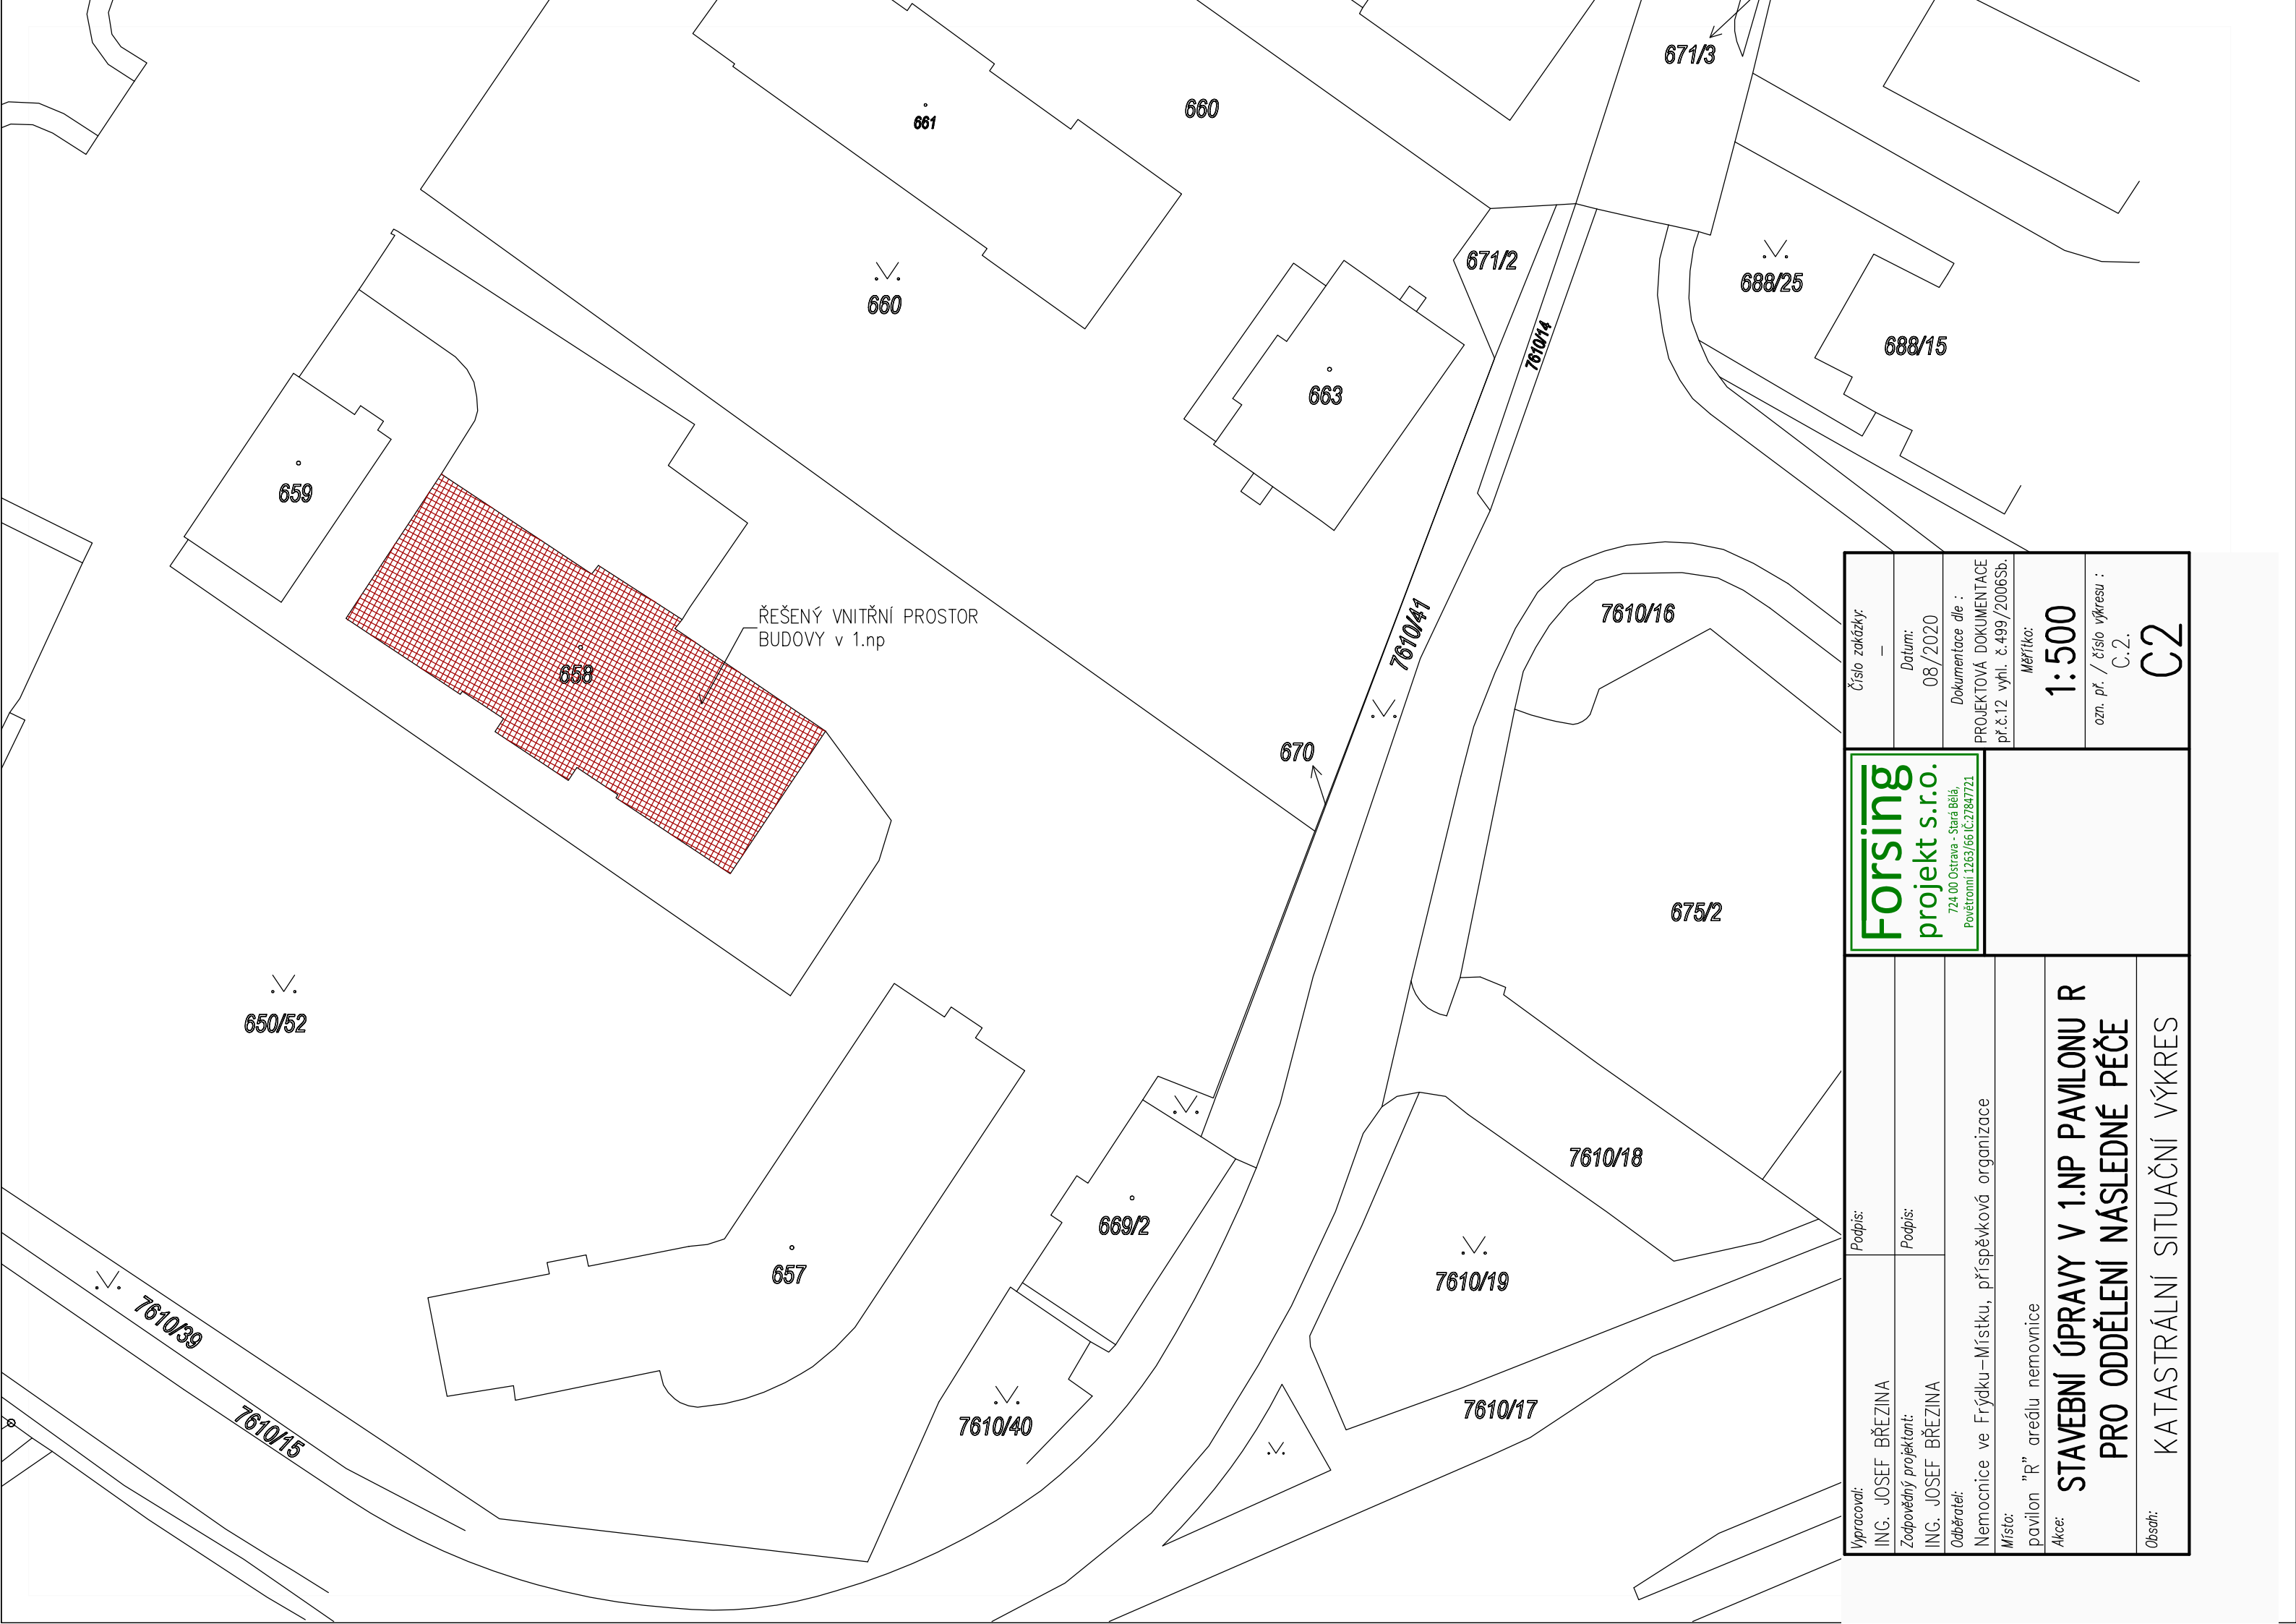 671/3
660
661
671/2
688/25
660
7610/14
688/15
663
659
ŘEŠENÝ VNITŘNÍ PROSTOR
BUDOVY v 1.np
658
7610/41
7610/16
670
675/2
650/52
7610/18
669/2
657
7610/19
7610/39
7610/40
7610/17
7610/15
Vypracoval:
ING. JOSEF BŘEZINA
Podpis:
Zodpovědný projektant:
ING. JOSEF BŘEZINA
Podpis:
Odběratel:
Nemocnice ve Frýdku–Místku, příspěvková organizace
Místo:
pavilon "R" areálu nemovnice
Akce:
STAVEBNÍ ÚPRAVY V 1.NP PAVILONU R
PRO ODDĚLENÍ NÁSLEDNÉ PÉČE
Obsah:
KATASTRÁLNÍ SITUAČNÍ VÝKRES
Forsing
projekt s.r.o.
724 00 Ostrava - Stará Bělá,
Povětronní 1263/66 IČ:27847721
Číslo zakázky:
–
Datum:
08/2020
Dokumentace dle :
PROJEKTOVÁ DOKUMENTACE
př.č.12 vyhl. č.499/2006Sb.
Měřítko:
1:500
ozn. př. / číslo výkresu :
C.2.
C2